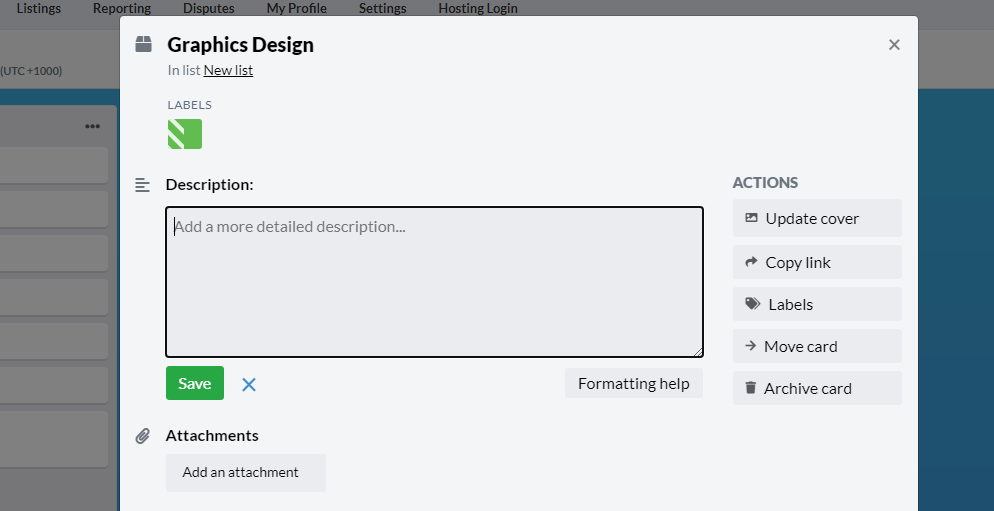 Listings Reporting Disputes My Profile Settings Hosting Login
(UTC +1000)
Graphics Design
In list New list
LABELS
Description:
Add a more detailed description...
Save
Formatting help
Attachments
Add an attachment
ACTIONS
Update cover
Copy link
Labels
Move card
Archive card